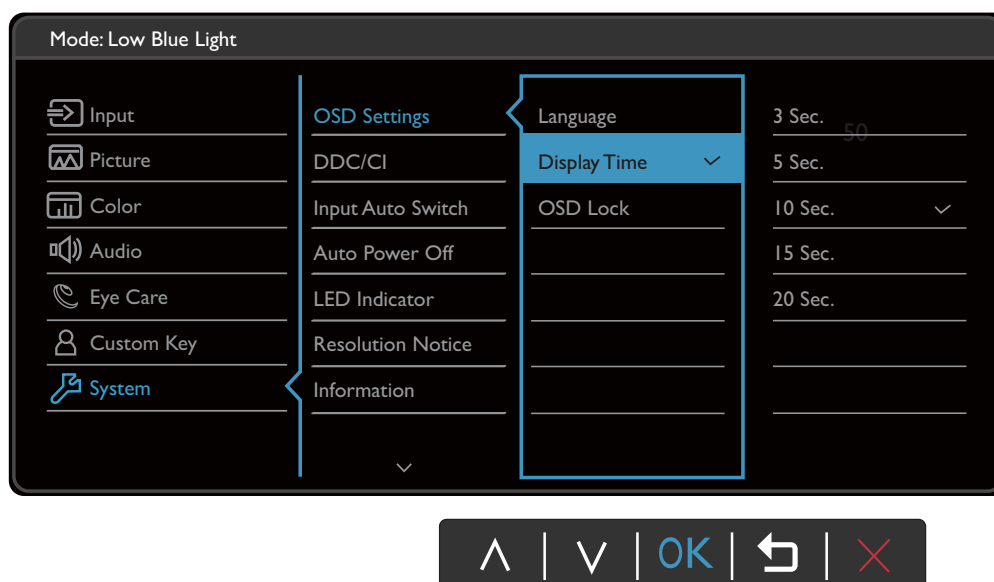 Mode: Low Blue Light
Input
Picture
Color
Audio
Eye Care
Custom Key
System
OSD Settings
DDC/CI
Input Auto Switch
Auto Power Off
LED Indicator
Resolution Notice
Information
Language
Display Time
OSD Lock
3 Sec.
50
5 Sec.
10 Sec.
15 Sec.
20 Sec.
OK